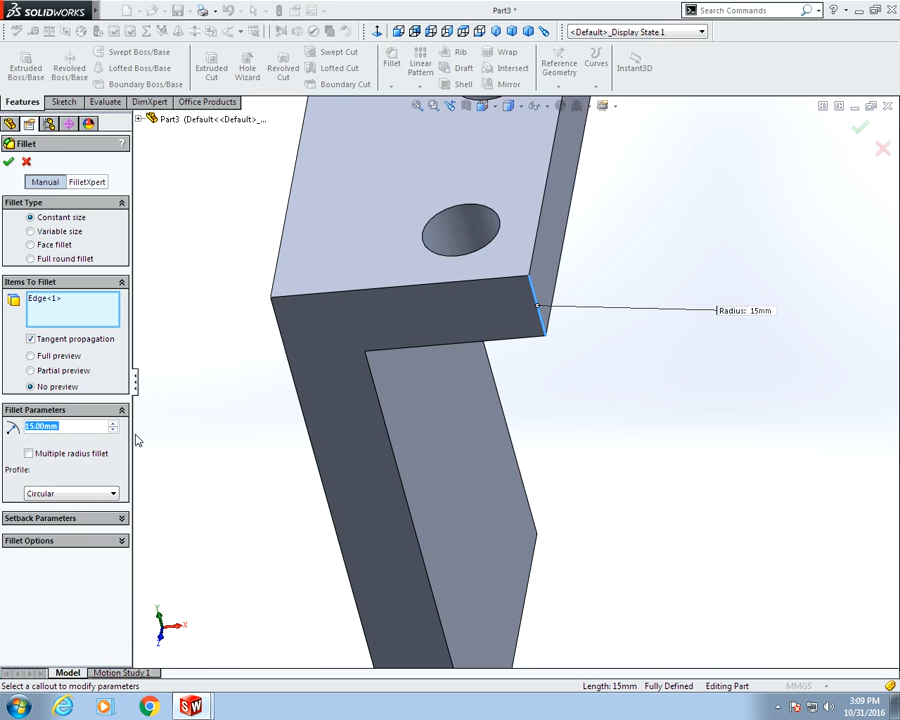 SOLIDWORKS
Part3 *
Search Commands
<Default>_Display State 1
Extruded Boss/Base
Revolved Boss/Base
Swept Boss/Base
Lofted Boss/Base
Boundary Boss/Base
Extruded Cut
Hole Wizard
Revolved Cut
Swept Cut
Lofted Cut
Boundary Cut
Fillet
Linear Pattern
Rib
Draft
Shell
Wrap
Intersect
Mirror
Reference Geometry
Curves
Instant3D
Features
Sketch
Evaluate
DimXpert
Office Products
Part3 (Default<<Default>_...
Fillet
?
Manual
FilletXpert
Fillet Type
Constant size
Variable size
Face fillet
Full round fillet
Items To Fillet
Edge<1>
Tangent propagation
Full preview
Partial preview
No preview
Fillet Parameters
15.00mm
Multiple radius fillet
Profile:
Circular
Setback Parameters
Fillet Options
Radius: 15mm
Y
X
Z
Model
Motion Study 1
Select a callout to modify parameters
Length: 15mm
Fully Defined
Editing Part
MMGS
3:09 PM
10/31/2016